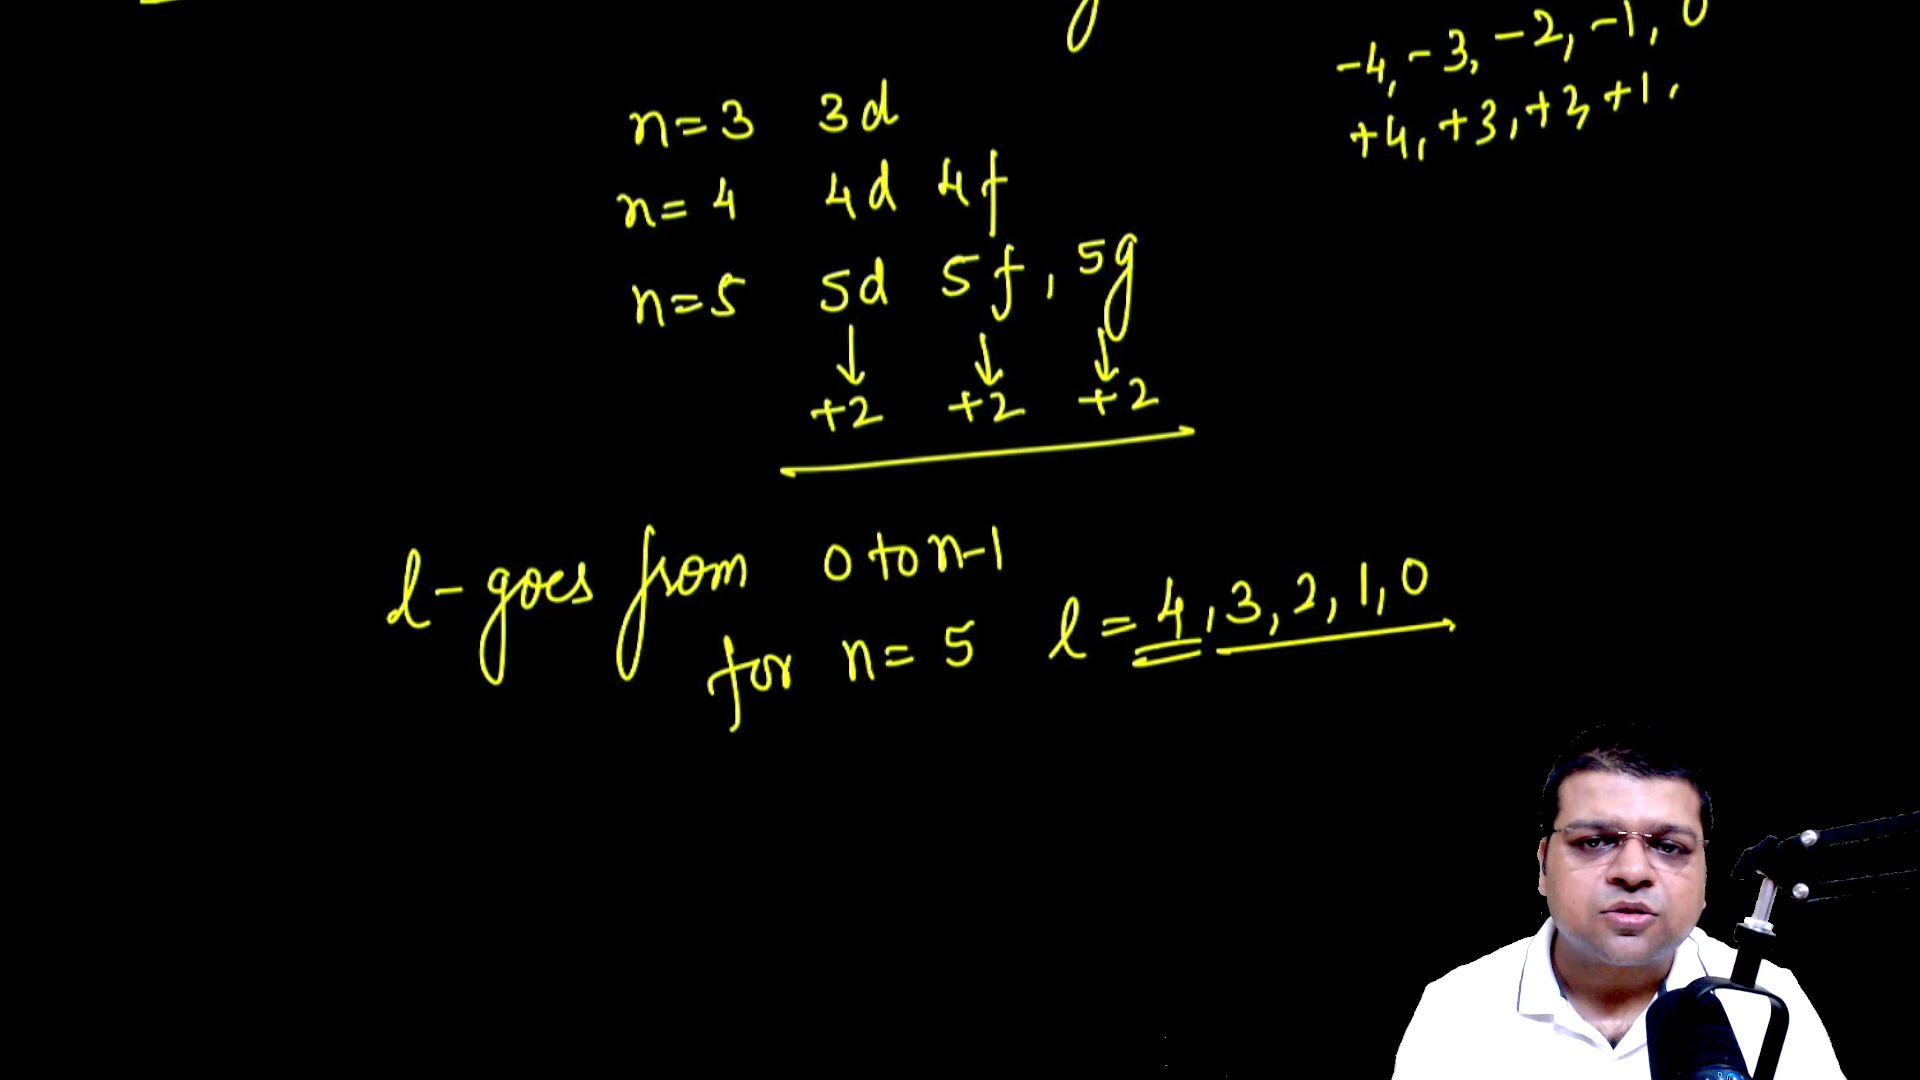 -4, -3, -2, -1, 0
+4, +3, +2, +1,
n=3 3d
n=4 4d 4f
n=5 5d 5f, 5g
↓ ↓ ↓
+2 +2 +2
l-goes from 0 to n-1
for n=5 l=4,3,2,1,0